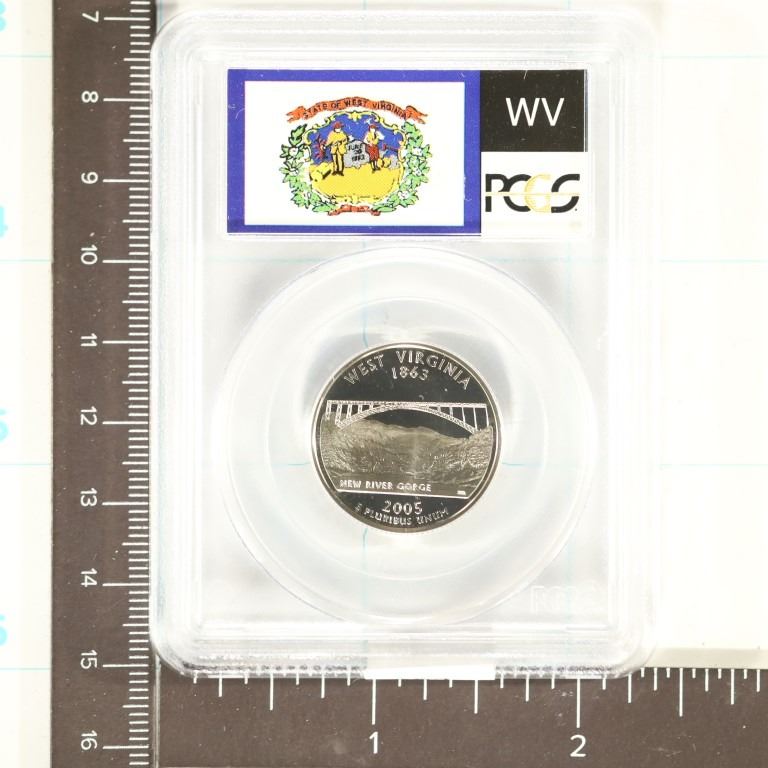 STATE OF WEST VIRGINIA
WV
PCGS
WEST VIRGINIA
1863
NEW RIVER GORGE
2005
E PLURIBUS UNUM
7
8
9
10
11
12
13
14
15
16
1
2